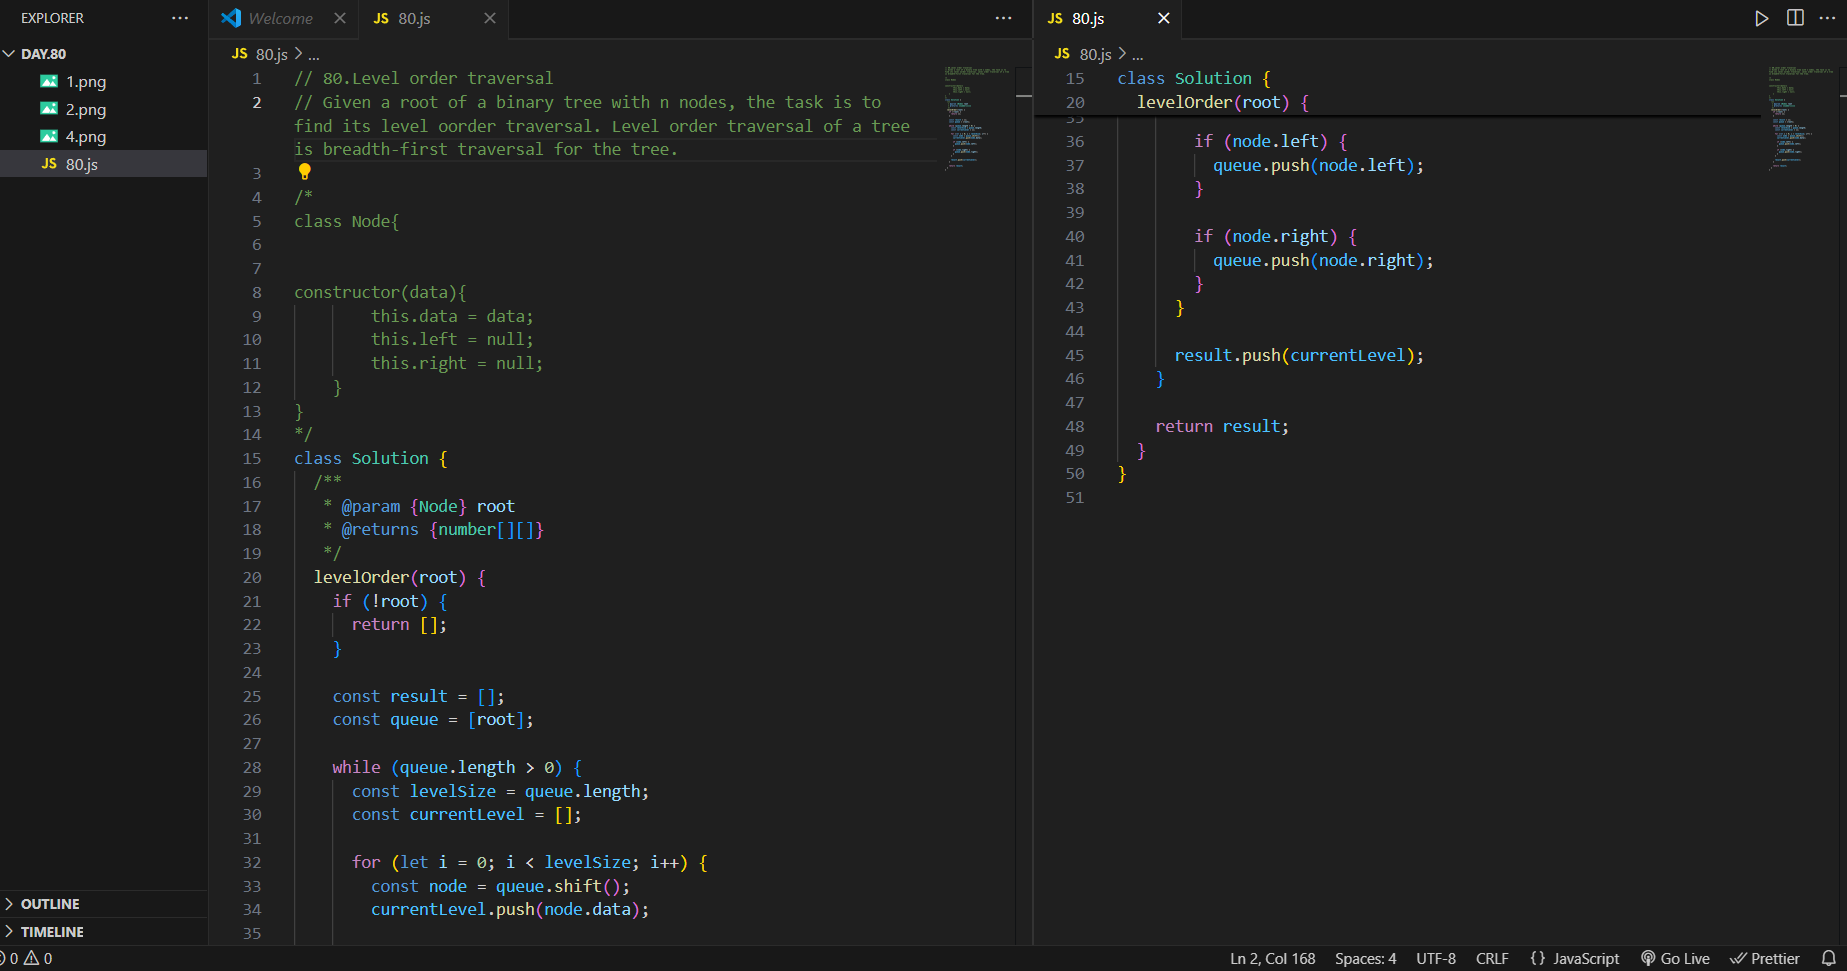 EXPLORER
DAY.80
1.png
2.png
4.png
JS 80.js
OUTLINE
TIMELINE
Welcome
JS 80.js
JS 80.js > ...
1 // 80.Level order traversal
2 // Given a root of a binary tree with n nodes, the task is to
find its level oorder traversal. Level order traversal of a tree
is breadth-first traversal for the tree.
3
4 /*
5 class Node{
6
7
8 constructor(data){
9 this.data = data;
10 this.left = null;
11 this.right = null;
12 }
13 }
14 */
15 class Solution {
16 /**
17 * @param {Node} root
18 * @returns {number[][]}
19 */
20 levelOrder(root) {
21 if (!root) {
22 return [];
23 }
24
25 const result = [];
26 const queue = [root];
27
28 while (queue.length > 0) {
29 const levelSize = queue.length;
30 const currentLevel = [];
31
32 for (let i = 0; i < levelSize; i++) {
33 const node = queue.shift();
34 currentLevel.push(node.data);
35
JS 80.js
JS 80.js > ...
15 class Solution {
20 levelOrder(root) {
35
36 if (node.left) {
37 queue.push(node.left);
38 }
39
40 if (node.right) {
41 queue.push(node.right);
42 }
43 }
44
45 result.push(currentLevel);
46 }
47
48 return result;
49 }
50 }
51
0 0
Ln 2, Col 168
Spaces: 4
UTF-8
CRLF
{} JavaScript
Go Live
Prettier